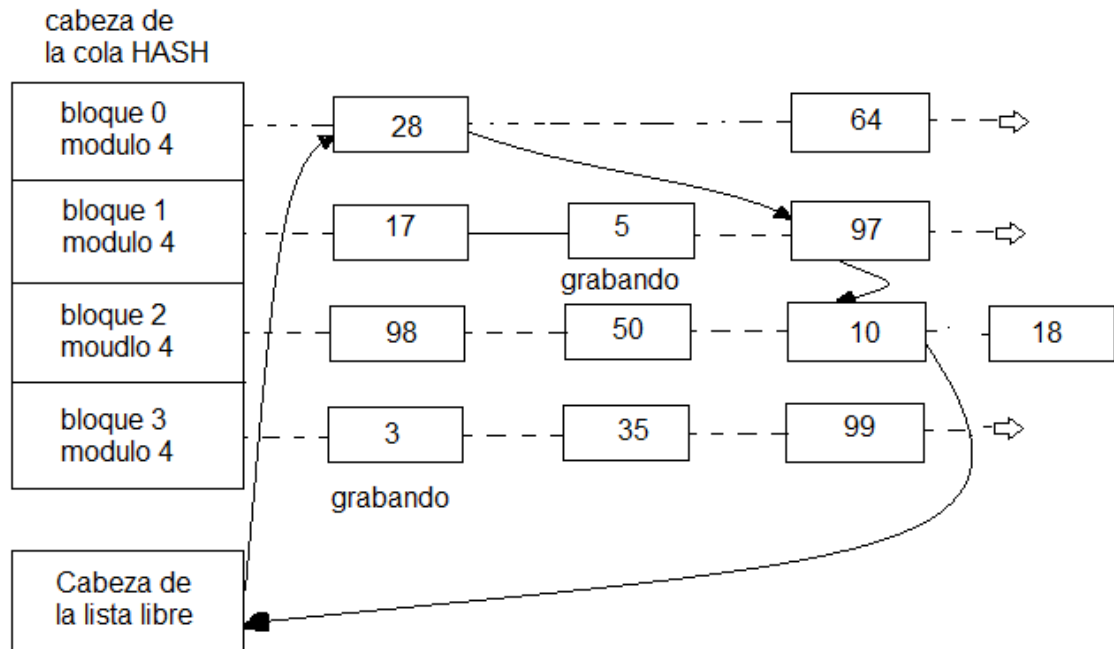 cabeza de
la cola HASH
bloque 0
modulo 4
28
64
bloque 1
modulo 4
17
5
97
grabando
bloque 2
moudlo 4
98
50
10
18
bloque 3
modulo 4
3
35
99
grabando
Cabeza de
la lista libre